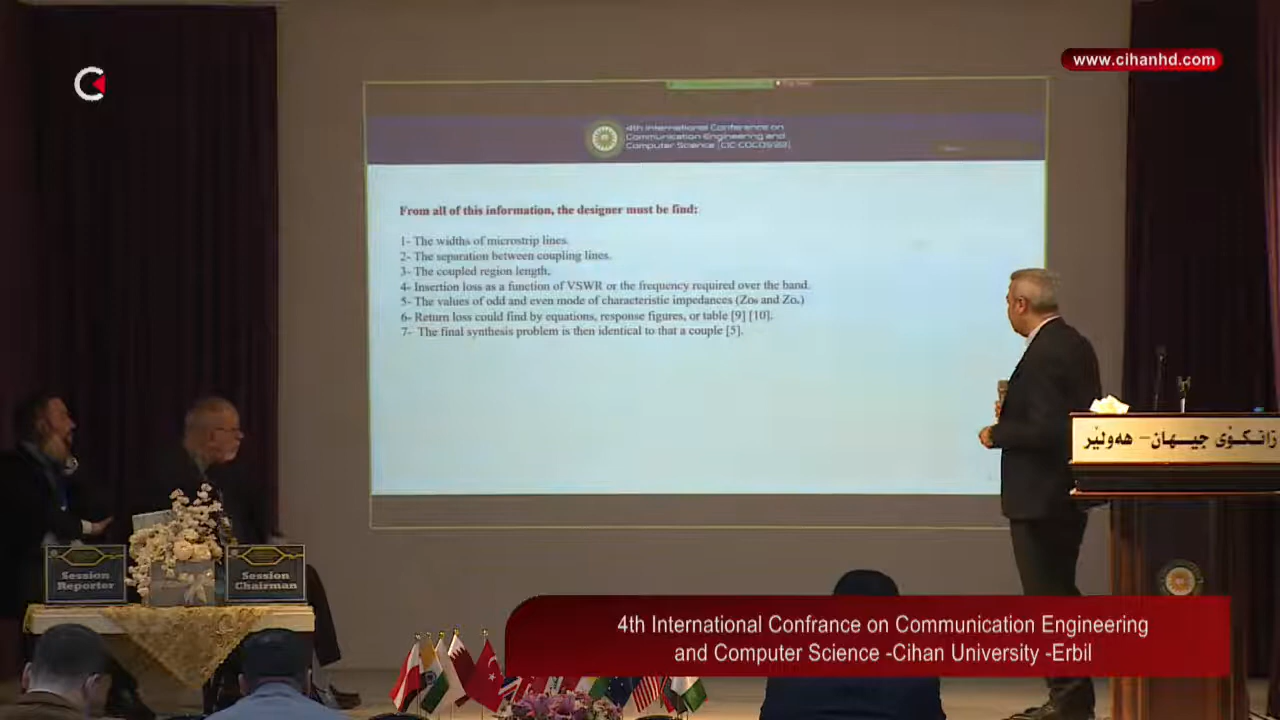 www.cihanhd.com
4th International Conference on
Communication Engineering and
Computer Science (CIC-COCOS'22)
From all of this information, the designer must be find:
1- The widths of microstrip lines.
2- The separation between coupling lines.
3- The coupled region length.
4- Insertion loss as a function of VSWR or the frequency required over the band.
5- The values of odd and even mode of characteristic impedances (Zo₀ and Zoₑ)
6- Return loss could find by equations, response figures, or table [9] [10].
7- The final synthesis problem is then identical to that a couple [5].
زانـکـۆی جیـهـان- هەولێر
Session
Reporter
Session
Chairman
4th International Confrance on Communication Engineering
and Computer Science -Cihan University -Erbil